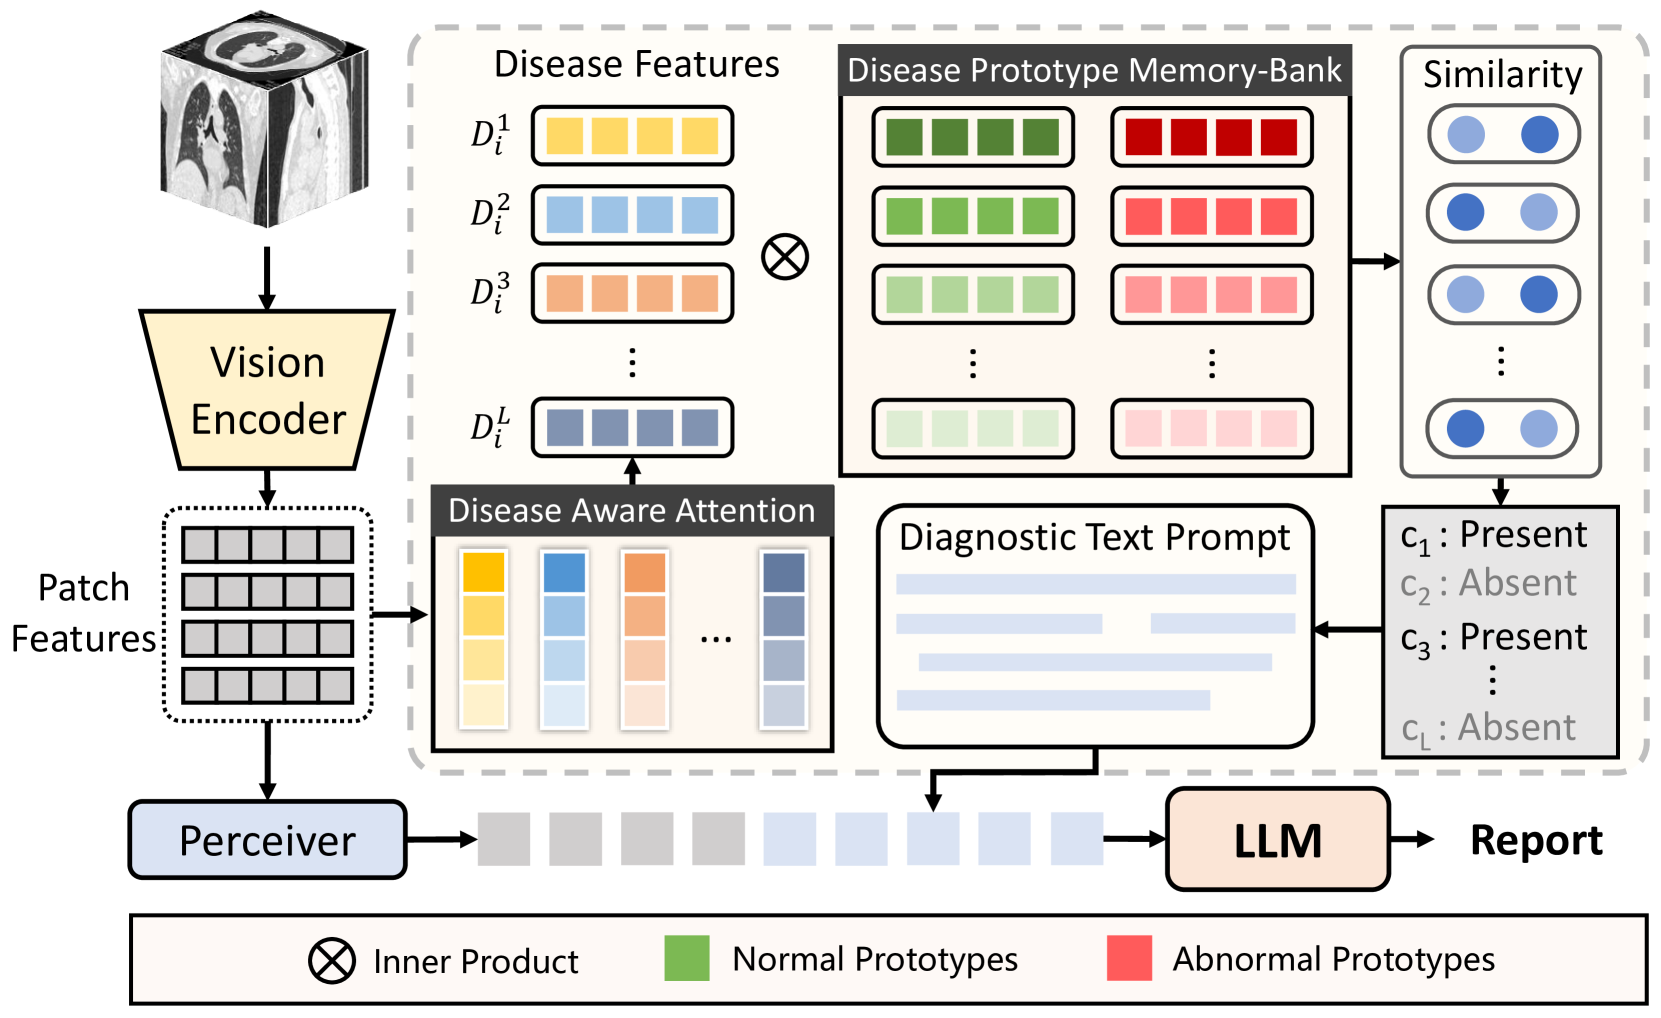 Disease Features
Disease Prototype Memory-Bank
Similarity
D_i^1
D_i^2
D_i^3
⋮
⋮
⋮
⋮
D_i^L
Vision
Encoder
Disease Aware Attention
...
Patch
Features
Diagnostic Text Prompt
c_1 : Present
c_2 : Absent
c_3 : Present
⋮
c_L : Absent
Perceiver
LLM
Report
Inner Product
Normal Prototypes
Abnormal Prototypes